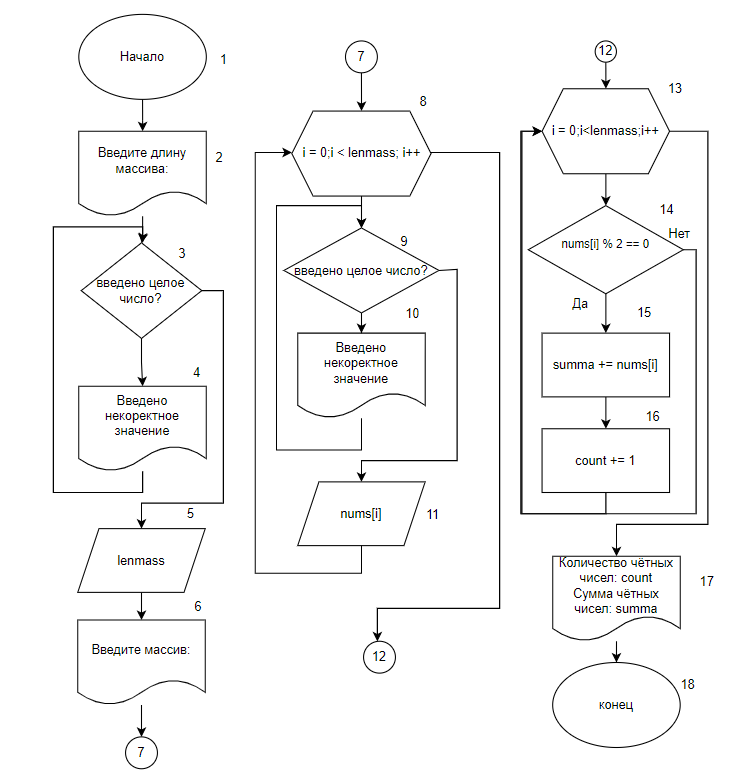 Начало
1
Введите длину
массива:
2
3
введено целое
число?
4
Введено
некоректное
значение
5
lenmass
6
Введите массив:
7
7
8
i = 0;i < lenmass; i++
9
введено целое число?
10
Введено
некоректное
значение
nums[i]
11
12
12
13
i = 0;i<lenmass;i++
14
nums[i] % 2 == 0
Нет
Да
15
summa += nums[i]
16
count += 1
Количество чётных
чисел: count
Сумма чётных
чисел: summa
17
18
конец